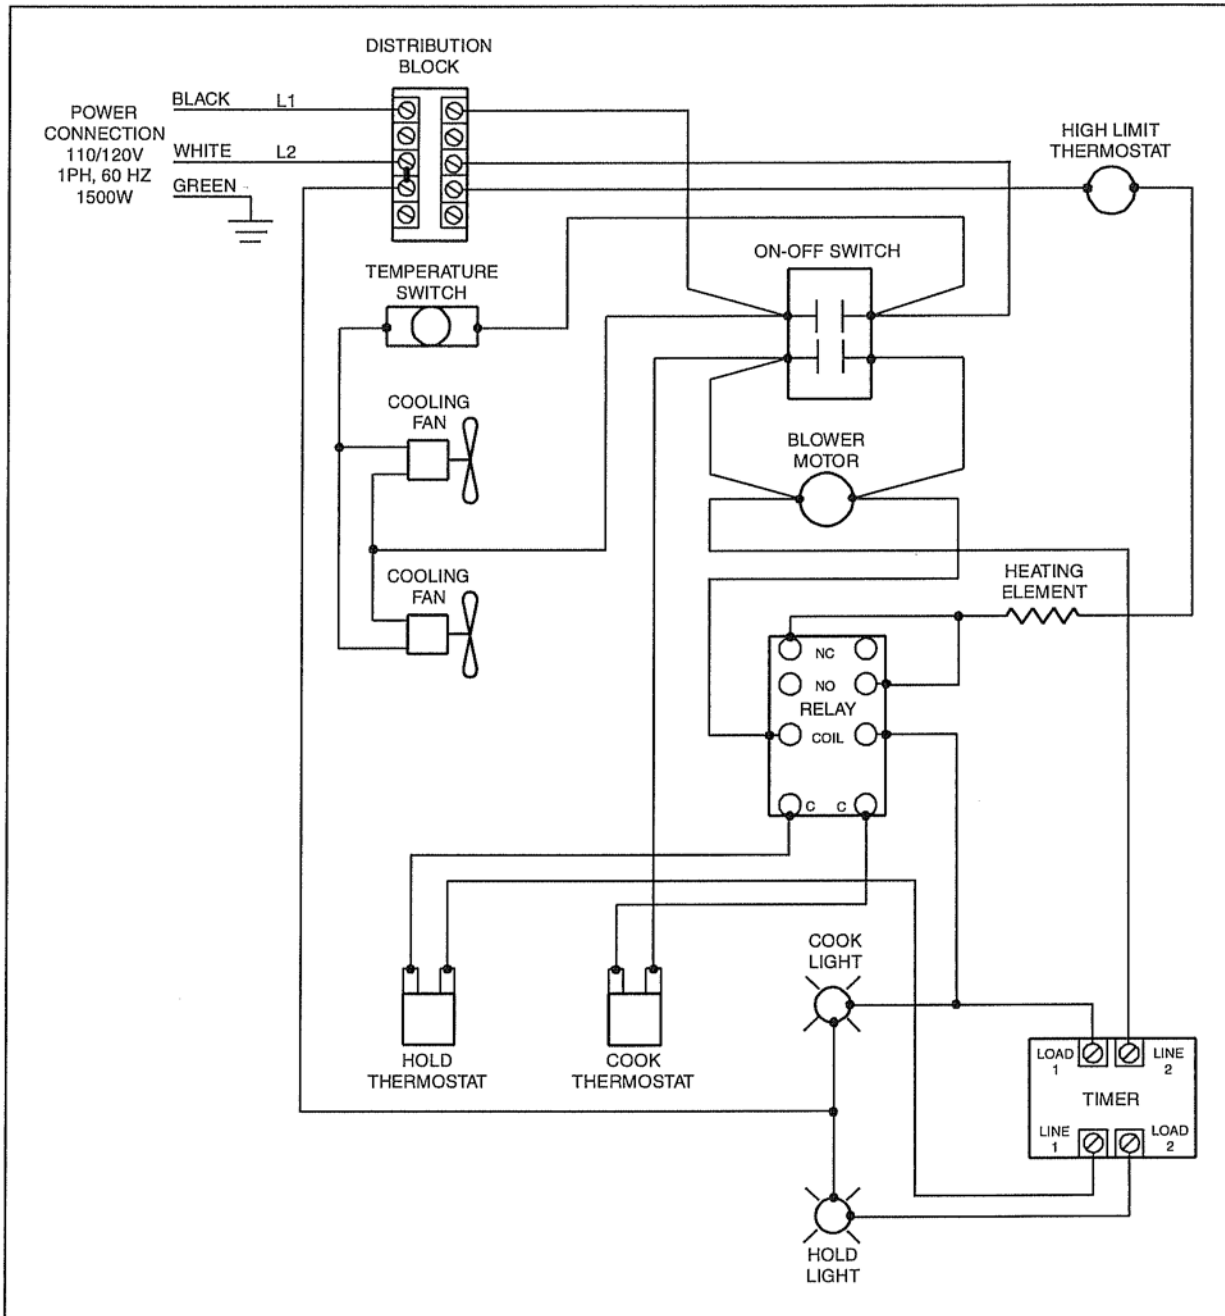 DISTRIBUTION
BLOCK
BLACK
L1
POWER
CONNECTION
110/120V
1PH, 60 HZ
1500W
WHITE
L2
GREEN
HIGH LIMIT
THERMOSTAT
ON-OFF SWITCH
TEMPERATURE
SWITCH
COOLING
FAN
BLOWER
MOTOR
COOLING
FAN
HEATING
ELEMENT
NC
NO
RELAY
COIL
C C
COOK
LIGHT
HOLD
THERMOSTAT
COOK
THERMOSTAT
LOAD
1
LINE
2
TIMER
LINE
1
LOAD
2
HOLD
LIGHT